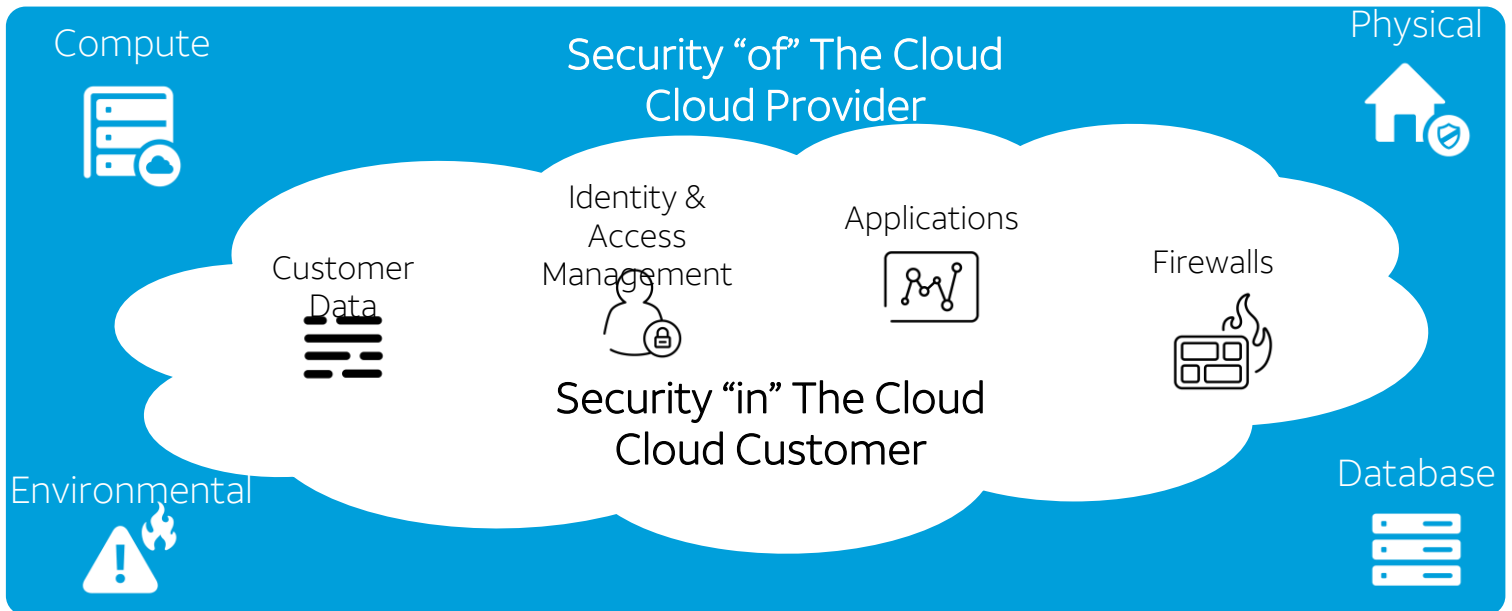 Compute
Security “of” The Cloud
Cloud Provider
Physical
Identity &
Access
Management
Applications
Customer
Data
Firewalls
Security “in” The Cloud
Cloud Customer
Environmental
Database